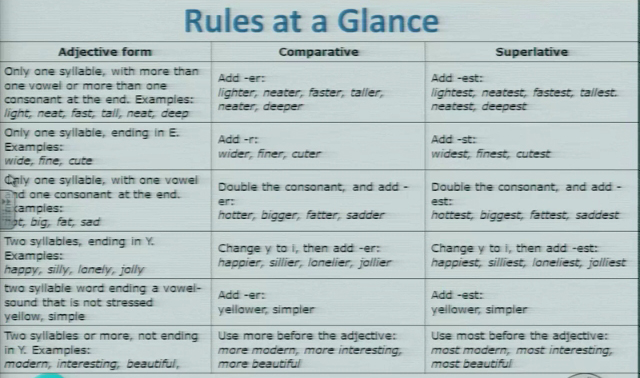 Rules at a Glance
Adjective form
Comparative
Superlative
Only one syllable, with more than
one vowel or more than one
consonant at the end. Examples:
light, neat, fast, tall, neat, deep
Add -er:
lighter, neater, faster, taller,
neater, deeper
Add -est:
lightest, neatest, fastest, tallest.
neatest, deepest
Only one syllable, ending in E.
Examples:
wide, fine, cute
Add -r:
wider, finer, cuter
Add -st:
widest, finest, cutest
Only one syllable, with one vowel
and one consonant at the end.
Examples:
hot, big, fat, sad
Double the consonant, and add -
er:
hotter, bigger, fatter, sadder
Double the consonant, and add -
est:
hottest, biggest, fattest, saddest
Two syllables, ending in Y.
Examples:
happy, silly, lonely, jolly
Change y to i, then add -er:
happier, sillier, lonelier, jollier
Change y to i, then add -est:
happiest, silliest, loneliest, jolliest
two syllable word ending a vowel-
sound that is not stressed
yellow, simple
Add -er:
yellower, simpler
Add -est:
yellower, simpler
Two syllables or more, not ending
in Y. Examples:
modern, interesting, beautiful,
Use more before the adjective:
more modern, more interesting,
more beautiful
Use most before the adjective:
most modern, most interesting,
most beautiful